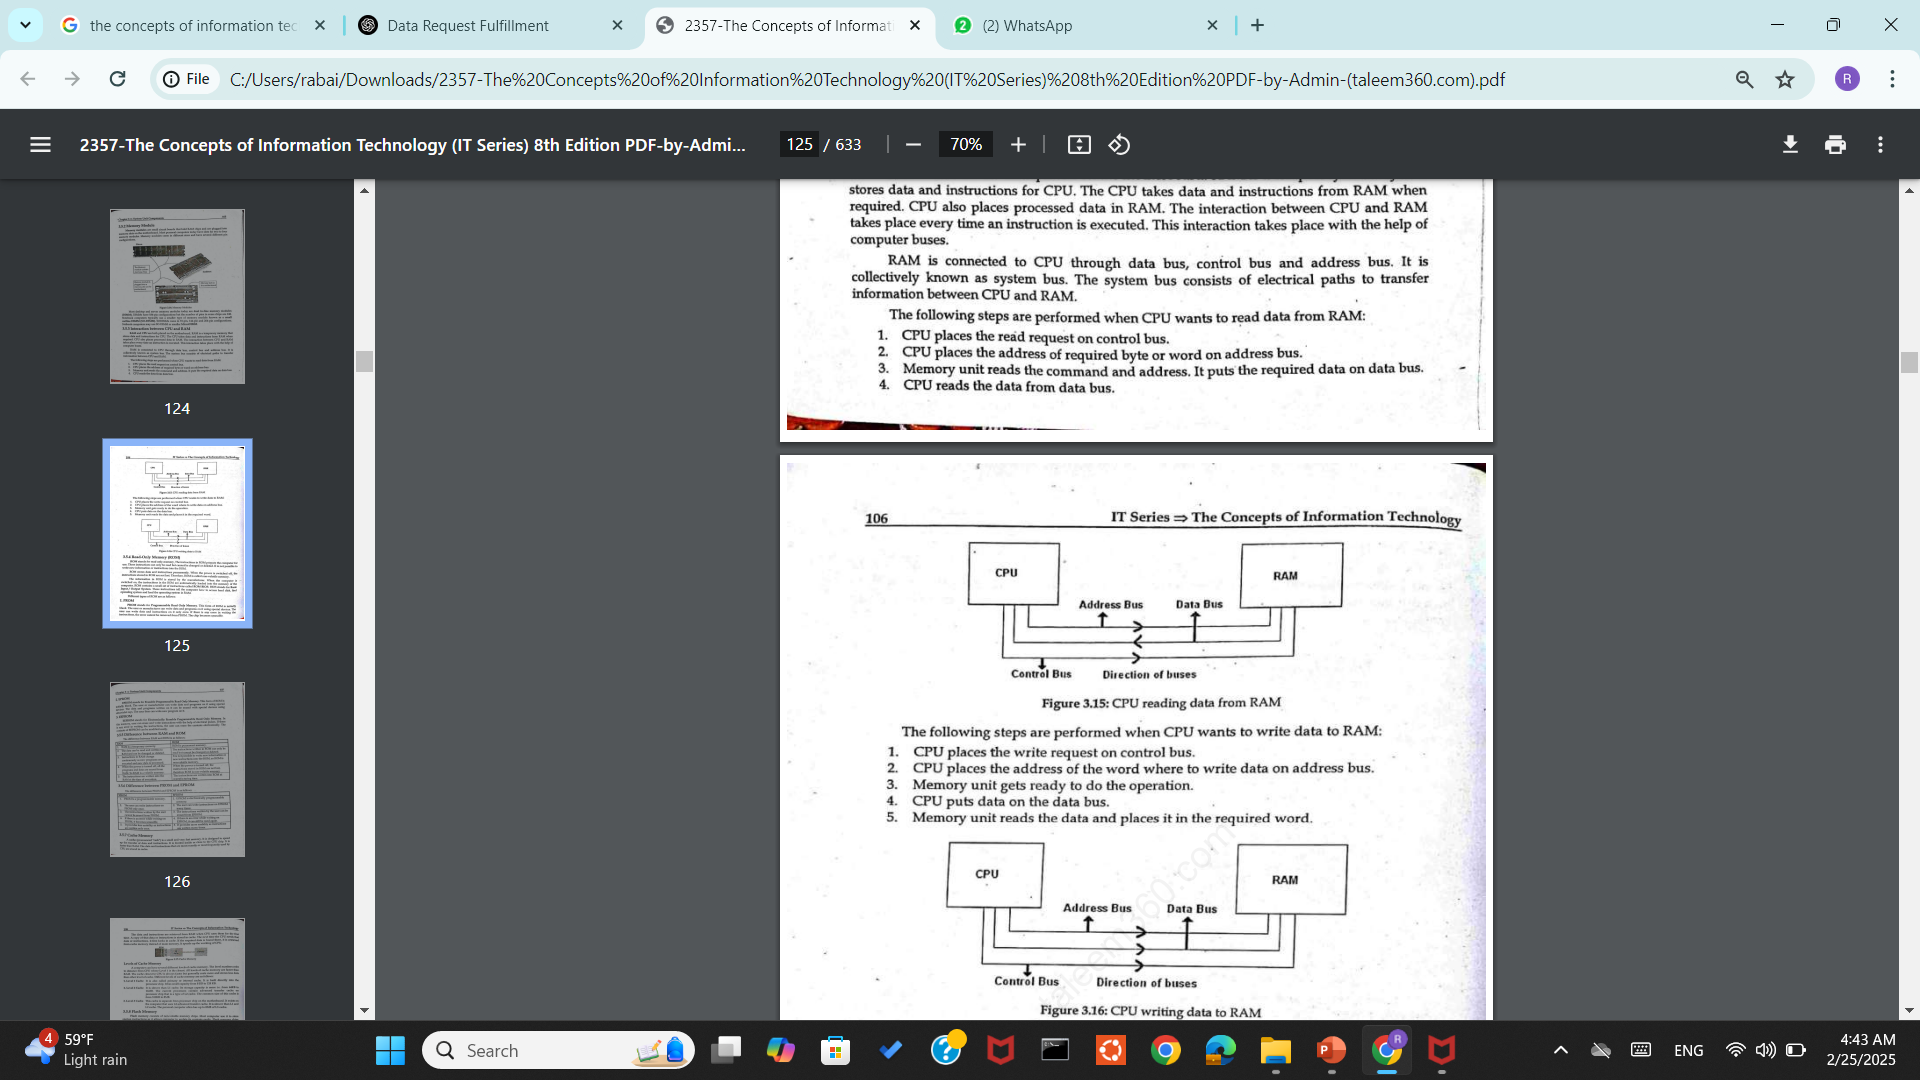 the concepts of information tec
Data Request Fulfillment
2357-The Concepts of Informati
(2) WhatsApp
File
C:/Users/rabai/Downloads/2357-The%20Concepts%20of%20Information%20Technology%20(IT%20Series)%208th%20Edition%20PDF-by-Admin-(taleem360.com).pdf
R
2357-The Concepts of Information Technology (IT Series) 8th Edition PDF-by-Admi...
125 / 633
70%
124
125
126
stores data and instructions for CPU. The CPU takes data and instructions from RAM when
required. CPU also places processed data in RAM. The interaction between CPU and RAM
takes place every time an instruction is executed. This interaction takes place with the help of
computer buses.
RAM is connected to CPU through data bus, control bus and address bus. It is
collectively known as system bus. The system bus consists of electrical paths to transfer
information between CPU and RAM.
The following steps are performed when CPU wants to read data from RAM:
1. CPU places the read request on control bus.
2. CPU places the address of required byte or word on address bus.
3. Memory unit reads the command and address. It puts the required data on data bus.
4. CPU reads the data from data bus.
106
IT Series ⇒ The Concepts of Information Technology
CPU
RAM
Address Bus
Data Bus
Control Bus
Direction of buses
Figure 3.15: CPU reading data from RAM
The following steps are performed when CPU wants to write data to RAM:
1. CPU places the write request on control bus.
2. CPU places the address of the word where to write data on address bus.
3. Memory unit gets ready to do the operation.
4. CPU puts data on the data bus.
5. Memory unit reads the data and places it in the required word.
CPU
RAM
Address Bus
Data Bus
Control Bus
Direction of buses
Figure 3.16: CPU writing data to RAM
taleem360.com
4
59°F
Light rain
Search
R
ENG
4:43 AM
2/25/2025